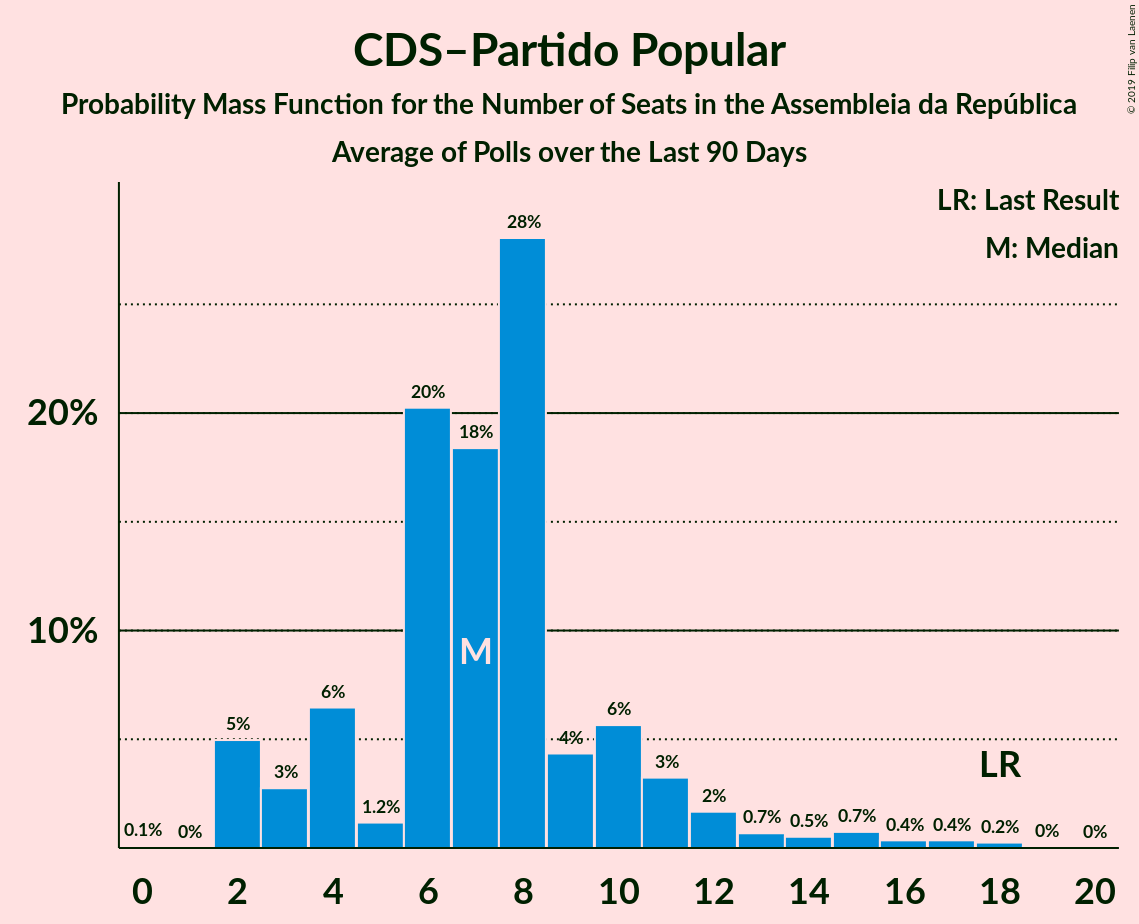 CDS–Partido Popular
Probability Mass Function for the Number of Seats in the Assembleia da República
Average of Polls over the Last 90 Days
© 2019 Filip van Laenen
LR: Last Result
M: Median
28%
20%
20%
18%
10%
M
6%
6%
5%
4%
LR
3%
3%
2%
1.2%
0.1%
0%
0.7%
0.5%
0.7%
0.4%
0.4%
0.2%
0%
0%
0 2 4 6 8 10 12 14 16 18 20